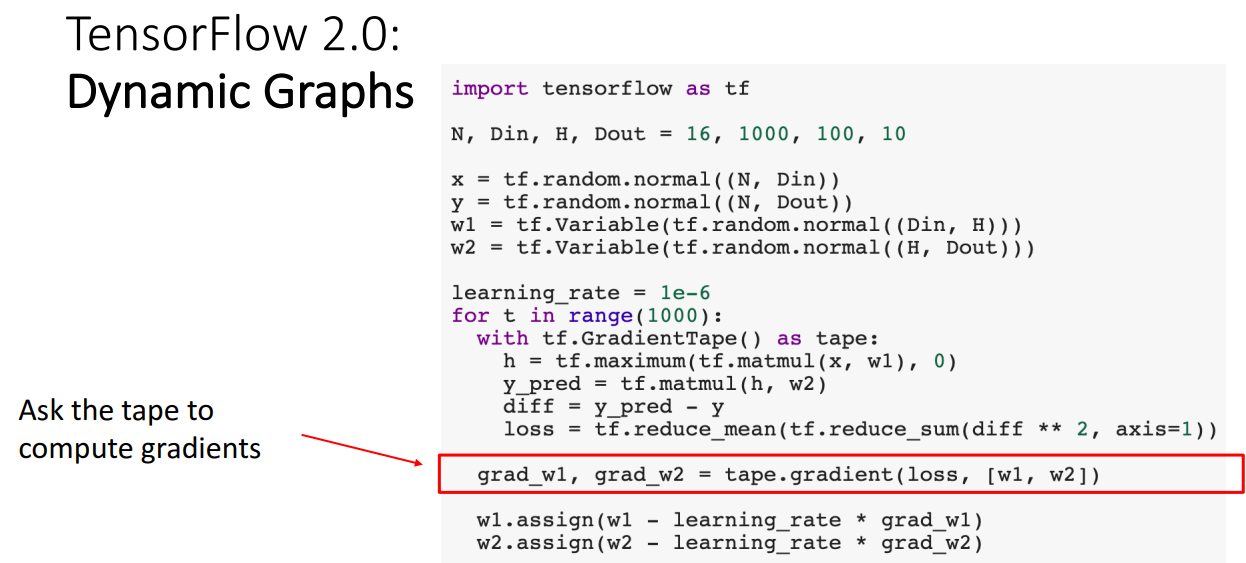 TensorFlow 2.0:
Dynamic Graphs
import tensorflow as tf
N, Din, H, Dout = 16, 1000, 100, 10
x = tf.random.normal((N, Din))
y = tf.random.normal((N, Dout))
w1 = tf.Variable(tf.random.normal((Din, H)))
w2 = tf.Variable(tf.random.normal((H, Dout)))
learning_rate = 1e-6
for t in range(1000):
  with tf.GradientTape() as tape:
    h = tf.maximum(tf.matmul(x, w1), 0)
    y_pred = tf.matmul(h, w2)
    diff = y_pred - y
    loss = tf.reduce_mean(tf.reduce_sum(diff ** 2, axis=1))
Ask the tape to
compute gradients
  grad_w1, grad_w2 = tape.gradient(loss, [w1, w2])
  w1.assign(w1 - learning_rate * grad_w1)
  w2.assign(w2 - learning_rate * grad_w2)